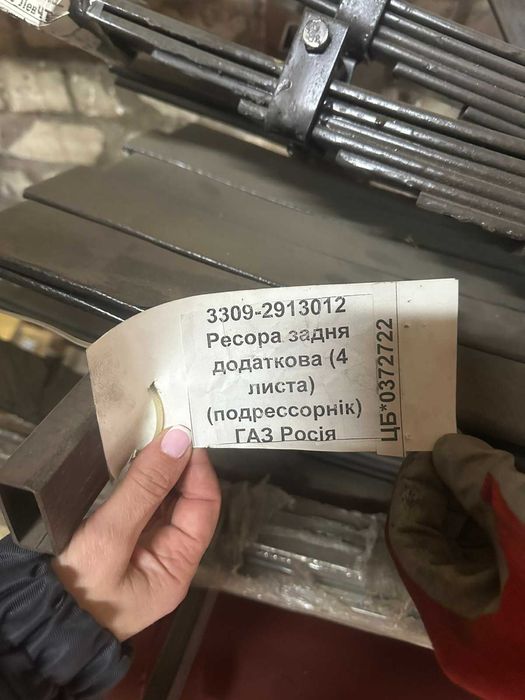 3309-2913012
Ресора задня
додаткова (4
листа)
(подрессорнік)
ГАЗ Росія
ЦБ*0372722